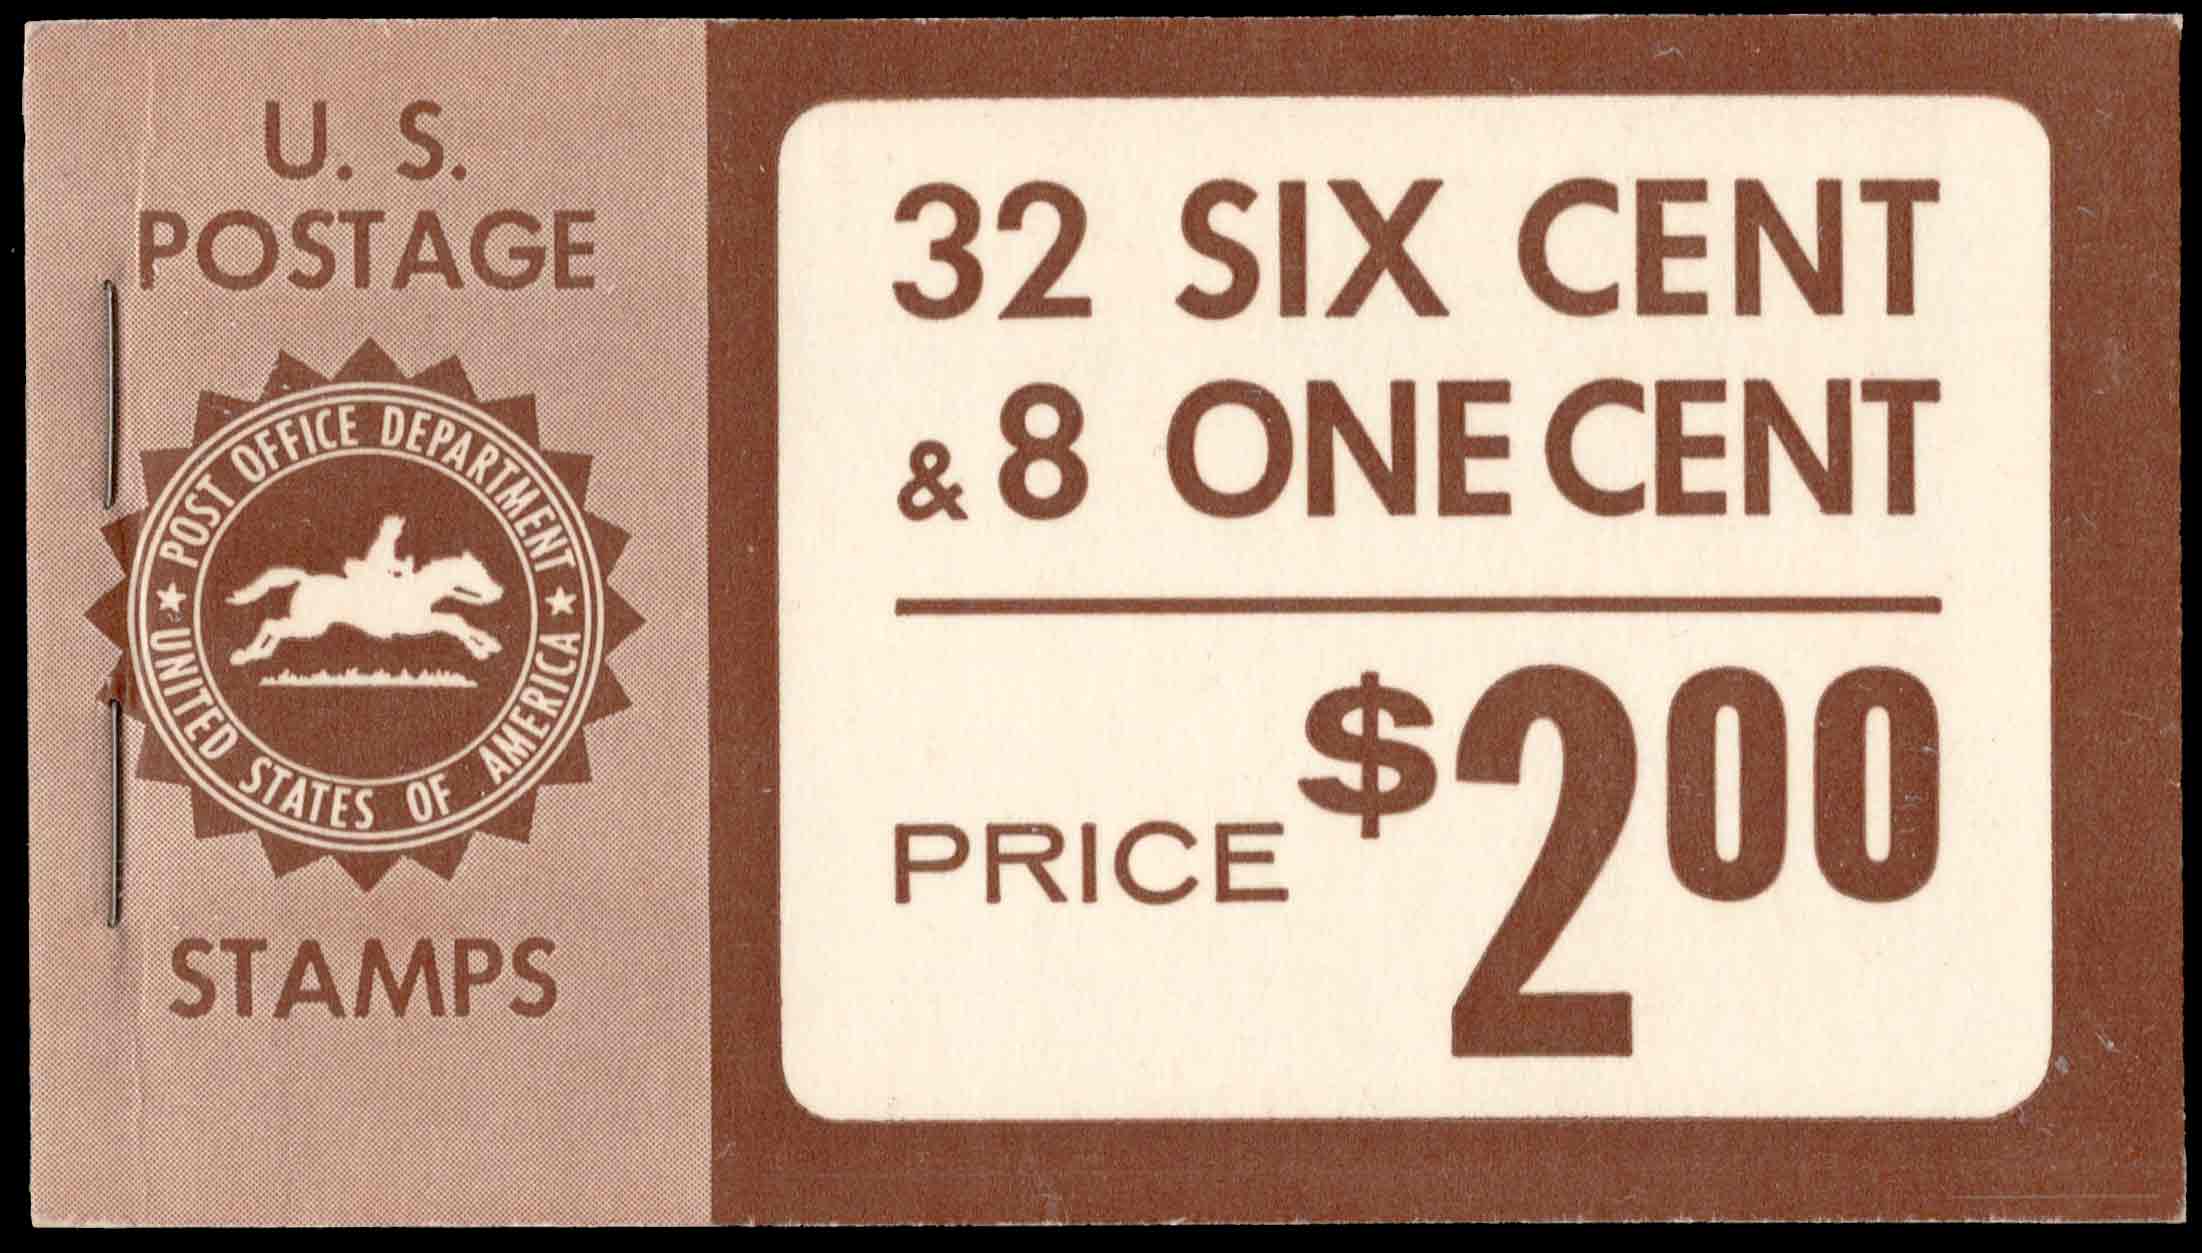 U. S.
POSTAGE
POST OFFICE DEPARTMENT
★ UNITED STATES OF AMERICA ★
STAMPS
32 SIX CENT
& 8 ONE CENT
PRICE $2.00